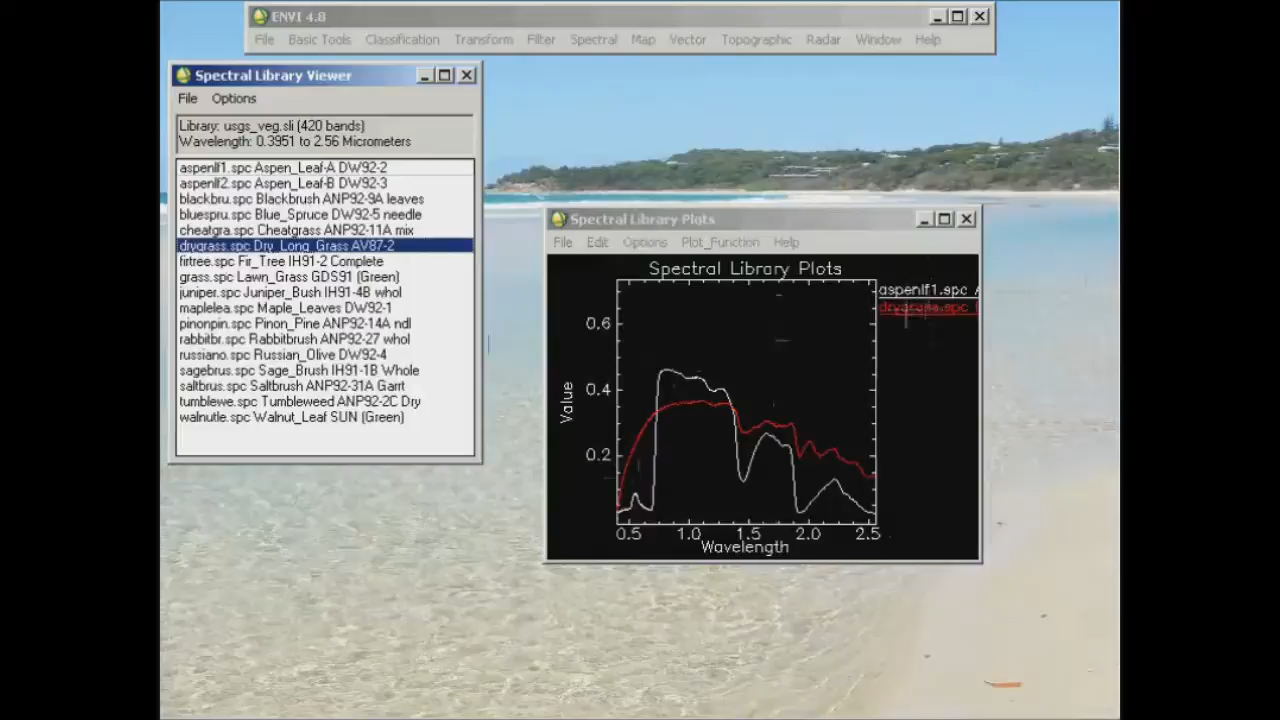 ENVI 4.8
File Basic Tools Classification Transform Filter Spectral Map Vector Topographic Radar Window Help
Spectral Library Viewer
File Options
Library: usgs_veg.sli (420 bands)
Wavelength: 0.3951 to 2.56 Micrometers
aspenlf1.spc Aspen_Leaf-A DW92-2
aspenlf2.spc Aspen_Leaf-B DW92-3
blackbru.spc Blackbrush ANP92-9A leaves
bluespru.spc Blue_Spruce DW92-5 needle
cheatgra.spc Cheatgrass ANP92-11A mix
drygrass.spc Dry_Long_Grass AV87-2
firtree.spc Fir_Tree IH91-2 Complete
grass.spc Lawn_Grass GDS91 (Green)
juniper.spc Juniper_Bush IH91-4B whol
maplelea.spc Maple_Leaves DW92-1
pinonpin.spc Pinon_Pine ANP92-14A ndl
rabbitbr.spc Rabbitbrush ANP92-27 whol
russiano.spc Russian_Olive DW92-4
sagebrus.spc Sage_Brush IH91-1B Whole
saltbrus.spc Saltbrush ANP92-31A Garrt
tumblewe.spc Tumbleweed ANP92-2C Dry
walnutle.spc Walnut_Leaf SUN (Green)
Spectral Library Plots
File Edit Options Plot_Function Help
Spectral Library Plots
aspenlf1.spc A
drygrass.spc
0.6
0.4
0.2
Value
0.5 1.0 1.5 2.0 2.5
Wavelength